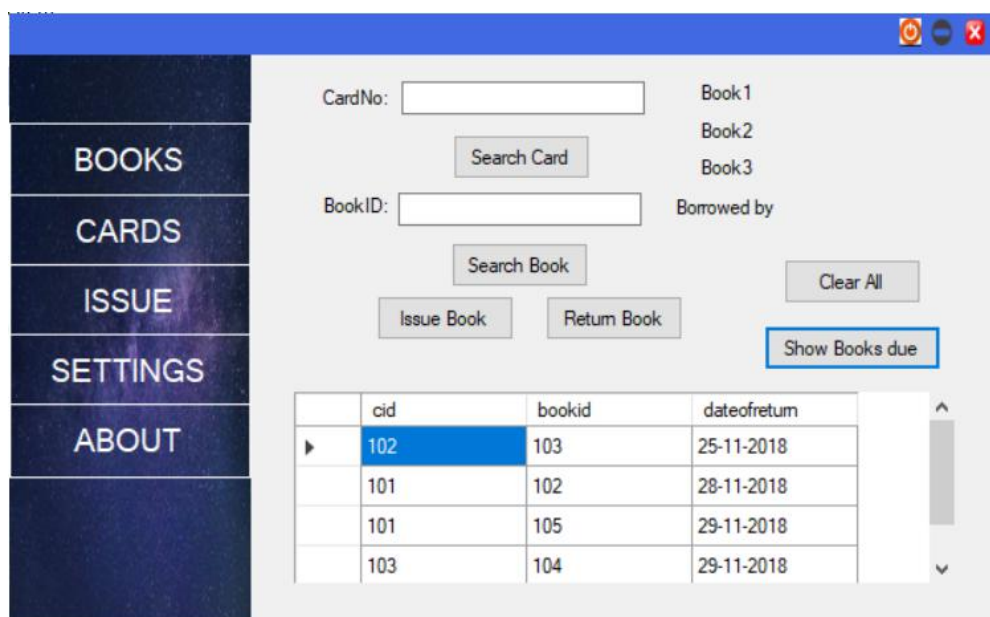 BOOKS
CARDS
ISSUE
SETTINGS
ABOUT
CardNo:
Book1
Book2
Search Card
Book3
BookID:
Borrowed by
Search Book
Clear All
Issue Book Return Book
Show Books due
cid bookid dateofreturn
102 103 25-11-2018
101 102 28-11-2018
101 105 29-11-2018
103 104 29-11-2018